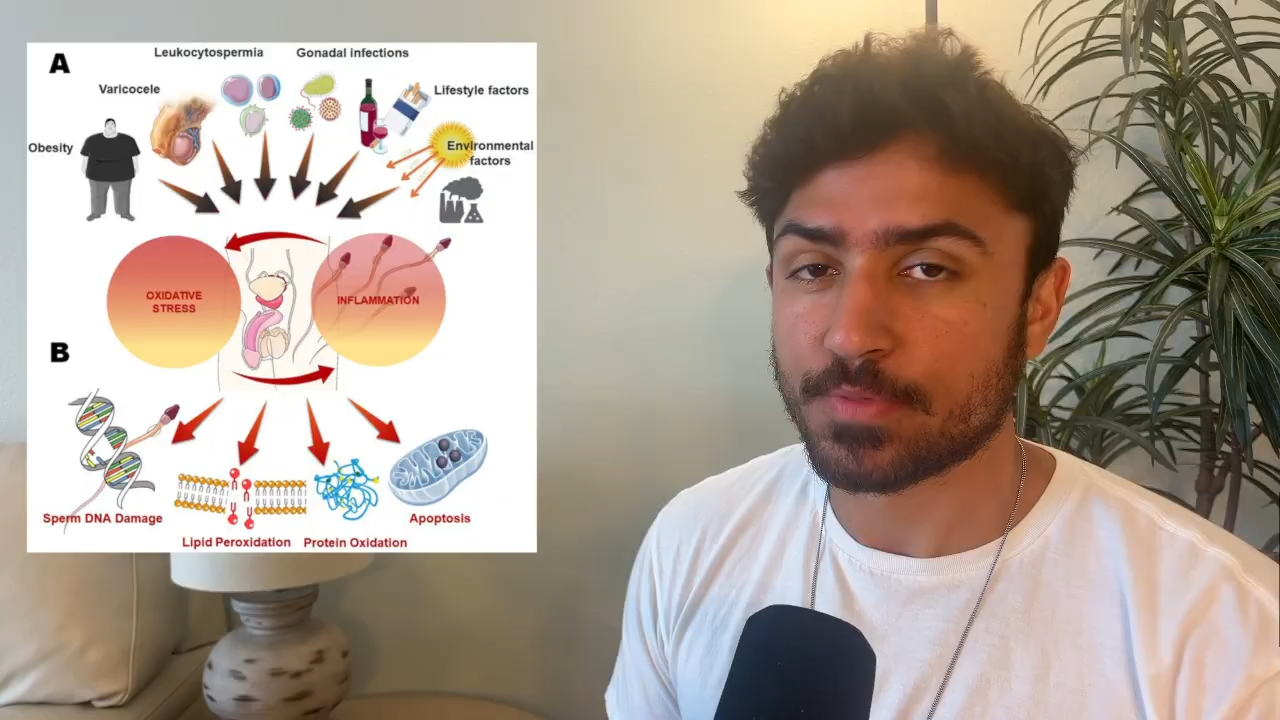 A
Leukocytospermia
Gonadal infections
Varicocele
Lifestyle factors
Obesity
Environmental
factors
OXIDATIVE
STRESS
INFLAMMATION
B
Sperm DNA Damage
Lipid Peroxidation
Protein Oxidation
Apoptosis